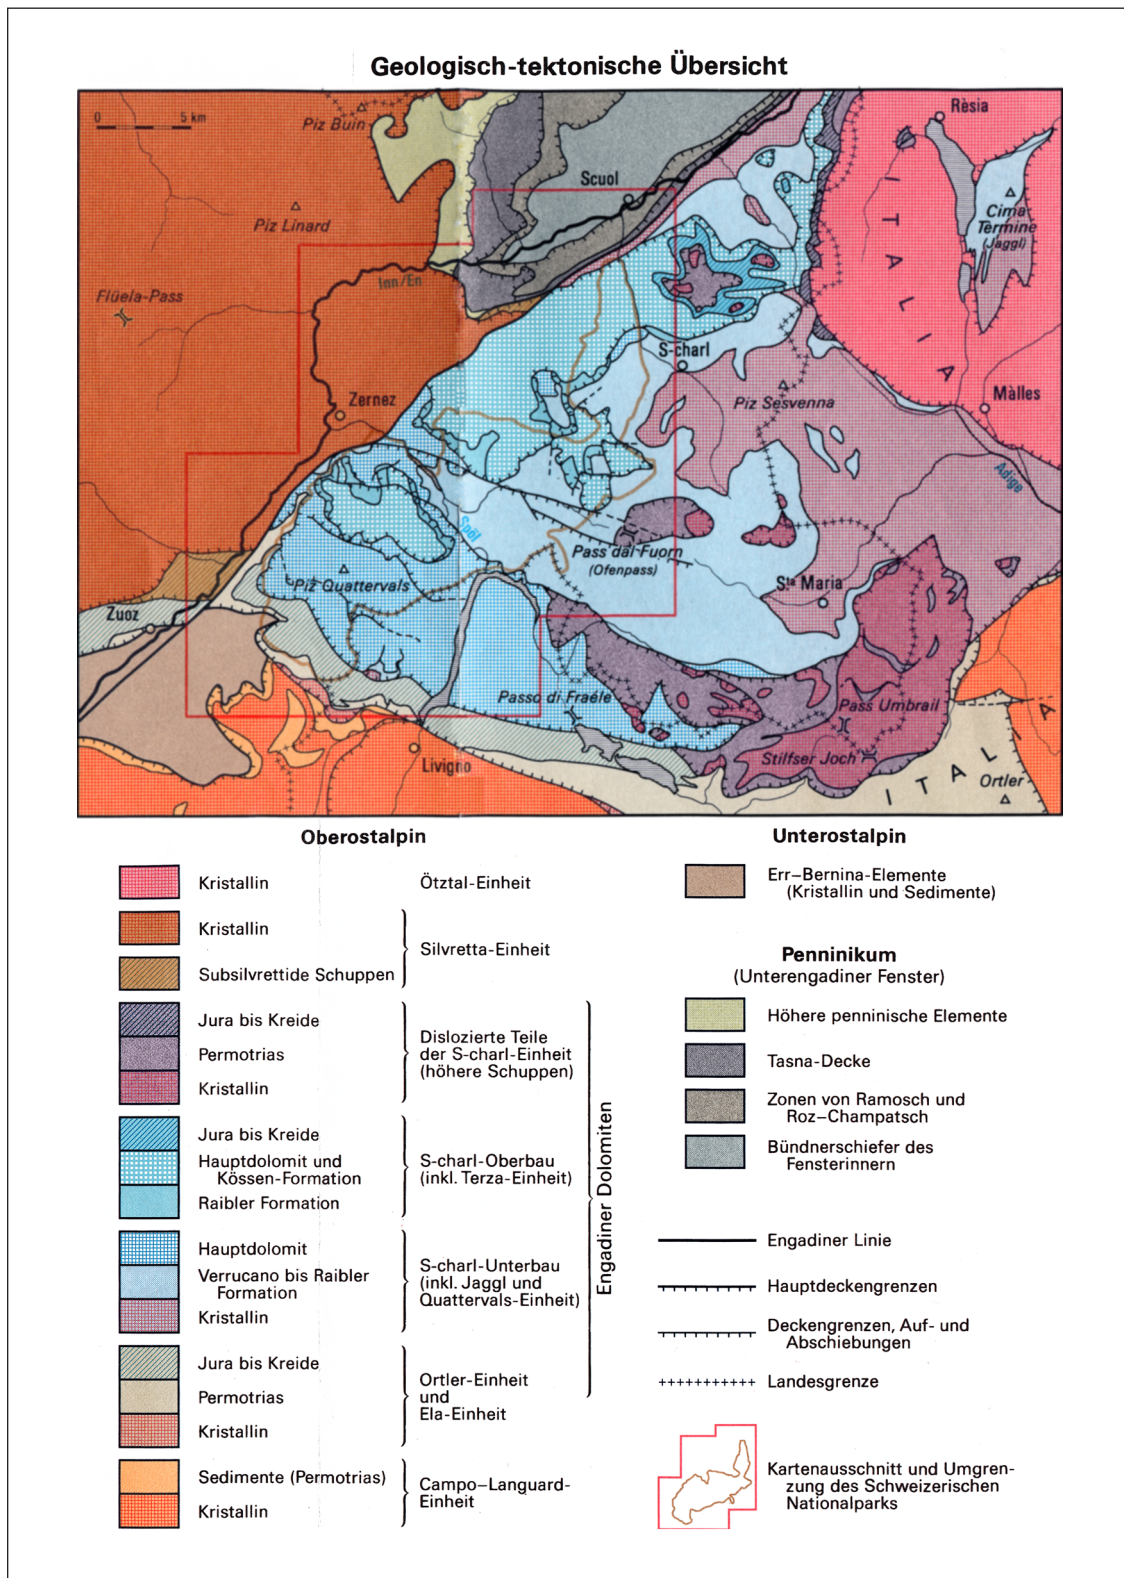 Geologisch-tektonische Übersicht
0 5 km
Piz Buin
Rèsia
Scuol
Piz Linard
Cima
Termine
(Jaggl)
Inn/En
Flüela-Pass
ITALIA
S-charl
Zernez
Piz Sesvenna
Màlles
Adige
Spöl
Pass dal Fuorn
(Ofenpass)
Piz Quattervals
Sta Maria
Zuoz
Passo di Fraéle
Pass Umbrail
Stilfser Joch
Livigno
ITALIA
Ortler
Oberostalpin
Kristallin
Ötztal-Einheit
Kristallin
Subsilvrettide Schuppen
Silvretta-Einheit
Jura bis Kreide
Permotrias
Kristallin
Dislozierte Teile
der S-charl-Einheit
(höhere Schuppen)
Jura bis Kreide
Hauptdolomit und
Kössen-Formation
Raibler Formation
S-charl-Oberbau
(inkl. Terza-Einheit)
Hauptdolomit
Verrucano bis Raibler
Formation
Kristallin
S-charl-Unterbau
(inkl. Jaggl und
Quattervals-Einheit)
Jura bis Kreide
Permotrias
Kristallin
Ortler-Einheit
und
Ela-Einheit
Engadiner Dolomiten
Sedimente (Permotrias)
Kristallin
Campo–Languard-
Einheit
Unterostalpin
Err–Bernina-Elemente
(Kristallin und Sedimente)
Penninikum
(Unterengadiner Fenster)
Höhere penninische Elemente
Tasna-Decke
Zonen von Ramosch und
Roz–Champatsch
Bündnerschiefer des
Fensterinnern
Engadiner Linie
Hauptdeckengrenzen
Deckengrenzen, Auf- und
Abschiebungen
Landesgrenze
Kartenausschnitt und Umgren-
zung des Schweizerischen
Nationalparks